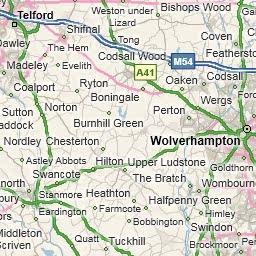 Weston under
Lizard
Bishops Wood
Telford
Shifnal
Coven
Tong
Dawley
The Hem
Codsall Wood
M54
Featherstone
Madeley
Evelith
A41
Oaken
Codsall
Coalport
Ryton
Boningale
Wergs
Norton
Perton
Sutton
Maddock
Burnhill Green
Nordley
Chesterton
Wolverhampton
Astley Abbots
Hilton
Upper Ludstone
Goldthorn
Swancote
The Bratch
Wombourn
Stanmore
Heathton
Eardington
Farmcote
Halfpenny Green
Bobbington
Himley
Middleton
Scriven
Quatt
Tuckhill
Swindon
Brockmoor